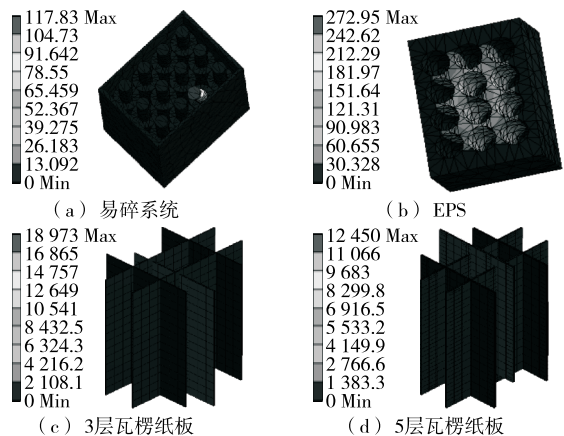 117.83 Max
104.73
91.642
78.55
65.459
52.367
39.275
26.183
13.092
0 Min
(a) 易碎系统
272.95 Max
242.62
212.29
181.97
151.64
121.31
90.983
60.655
30.328
0 Min
(b) EPS
18 973 Max
16 865
14 757
12 649
10 541
8 432.5
6 324.3
4 216.2
2 108.1
0 Min
(c) 3层瓦楞纸板
12 450 Max
11 066
9 683
8 299.8
6 916.5
5 533.2
4 149.9
2 766.6
1 383.3
0 Min
(d) 5层瓦楞纸板